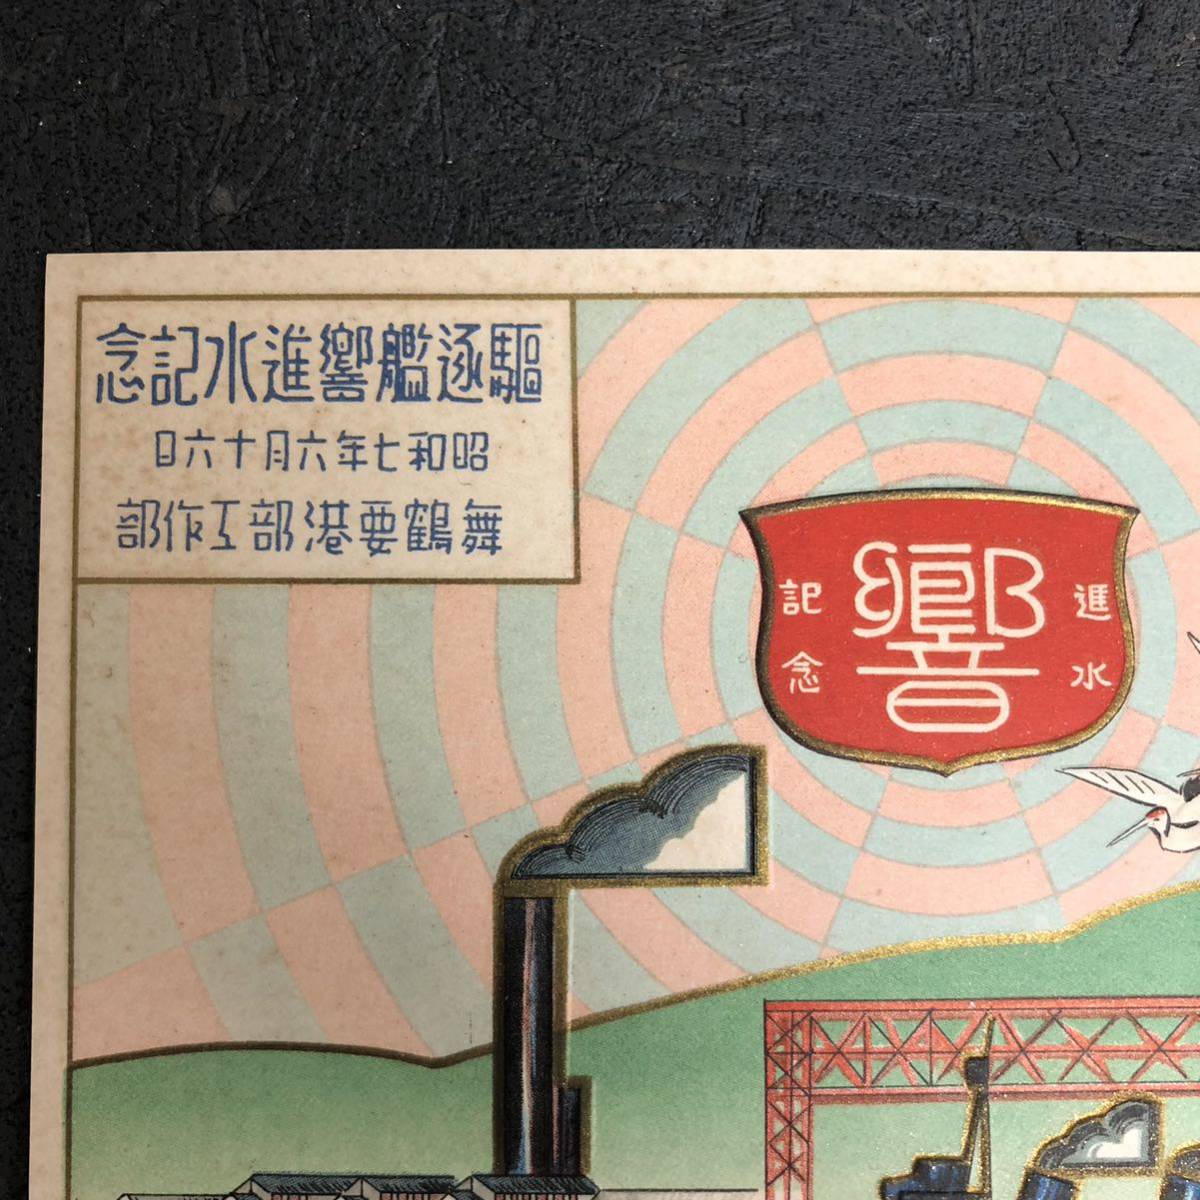 驅逐艦響進水記念
昭和七年六月十六日
舞鶴要港部工作部
進水
響
記念